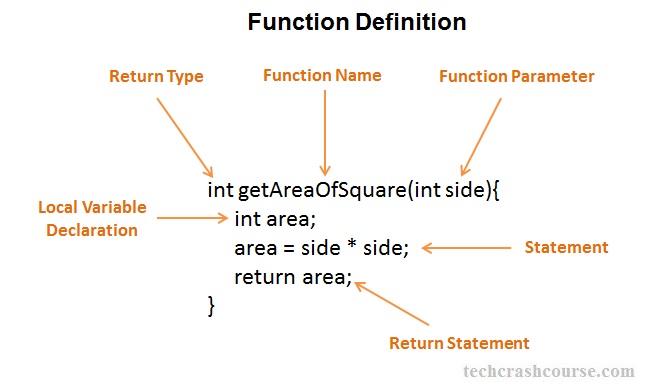 Function Definition
Return Type
Function Name
Function Parameter
int getAreaOfSquare(int side){
Local Variable
Declaration
int area;
area = side * side;
Statement
return area;
}
Return Statement
techcrashcourse.com